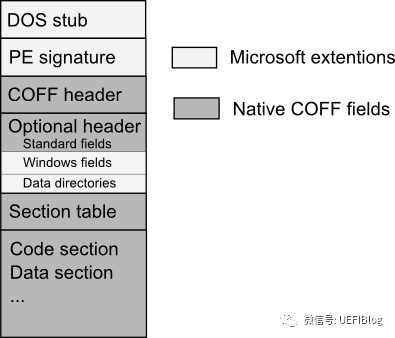 DOS stub
PE signature
COFF header
Optional header
Standard fields
Windows fields
Data directories
Section table
Code section
Data section
...
Microsoft extentions
Native COFF fields
微信号: UEFIBlog